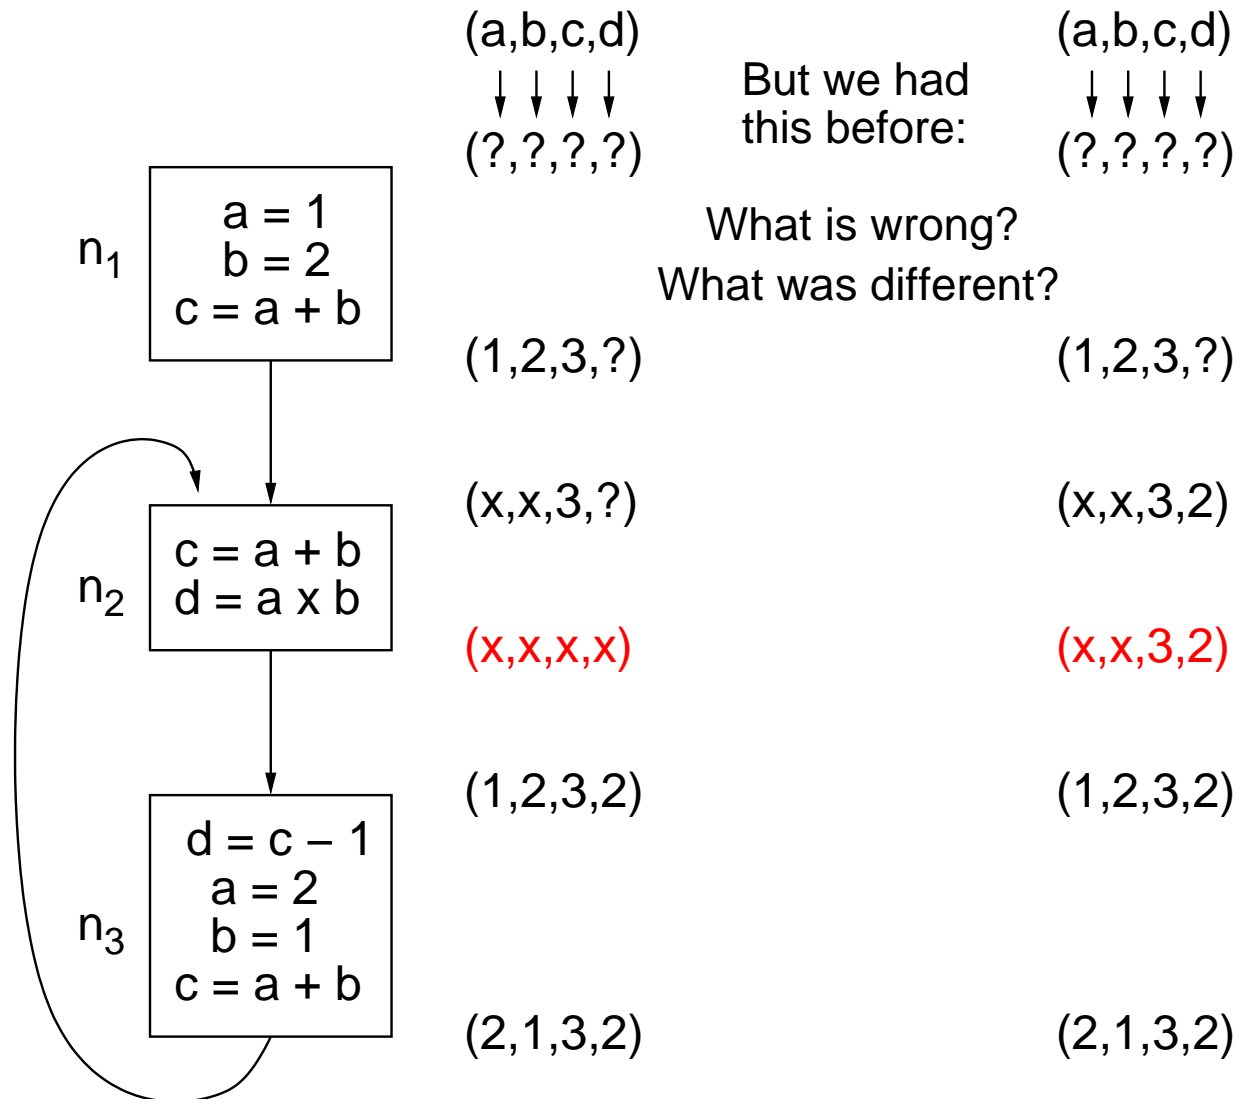 (a,b,c,d)
(?,?,?,?)
But we had
this before:
(a,b,c,d)
(?,?,?,?)
What is wrong?
What was different?
n1
a = 1
b = 2
c = a + b
(1,2,3,?)
(1,2,3,?)
(x,x,3,?)
(x,x,3,2)
n2
c = a + b
d = a x b
(x,x,x,x)
(x,x,3,2)
(1,2,3,2)
(1,2,3,2)
n3
d = c – 1
a = 2
b = 1
c = a + b
(2,1,3,2)
(2,1,3,2)